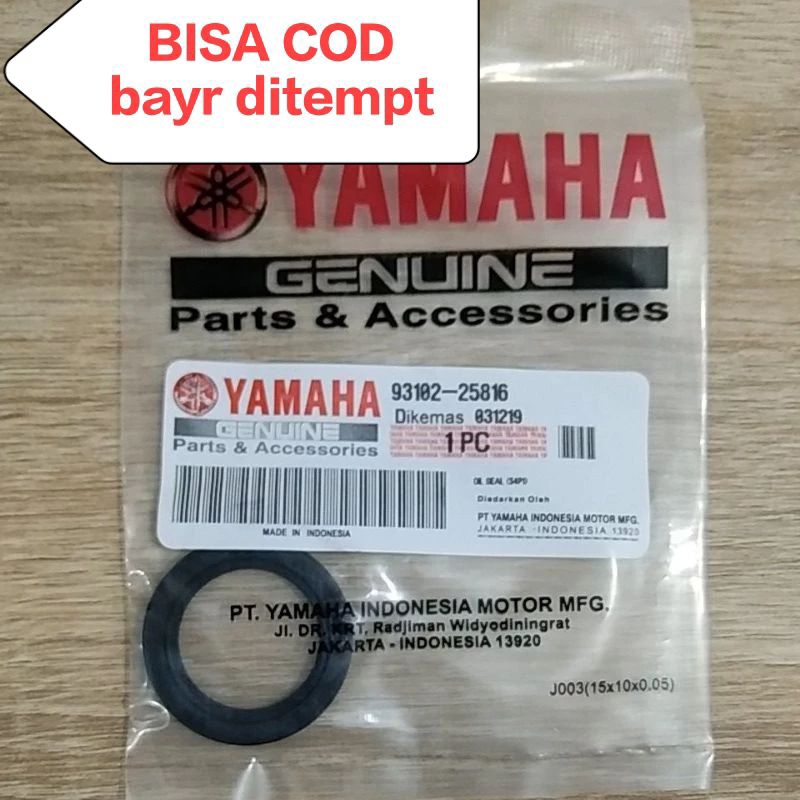 BISA COD
bayr ditempt
YAMAHA
GENUINE
Parts & Accessories
YAMAHA
GENUINE
Parts & Accessories
93102-25816
Dikemas 031219
1 PC
OIL SEAL (54P1)
Diedarkan Oleh
PT YAMAHA INDONESIA MOTOR MFG.
JAKARTA - INDONESIA 13920
MADE IN INDONESIA
PT. YAMAHA INDONESIA MOTOR MFG.
Jl. DR. KRT. Radjiman Widyodiningrat
JAKARTA - INDONESIA 13920
J003(15x10x0.05)